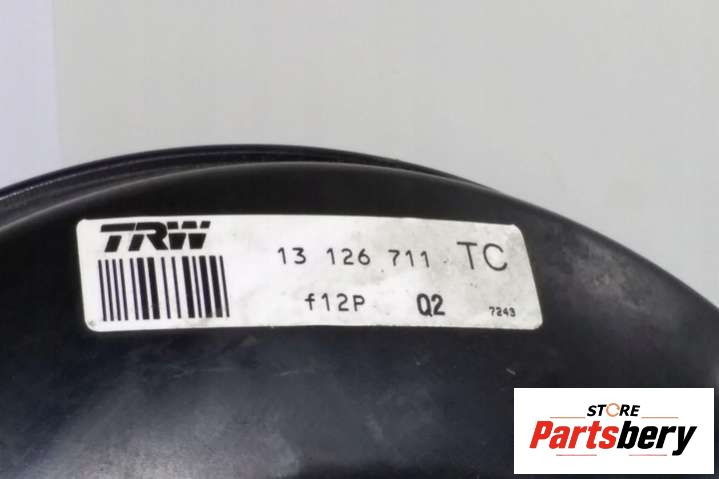 TRW
13 126 711 TC
f12P Q2
7243
STORE
Partsbery